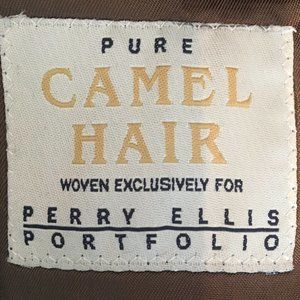 PURE
CAMEL
HAIR
WOVEN EXCLUSIVELY FOR
PERRY ELLIS
PORTFOLIO